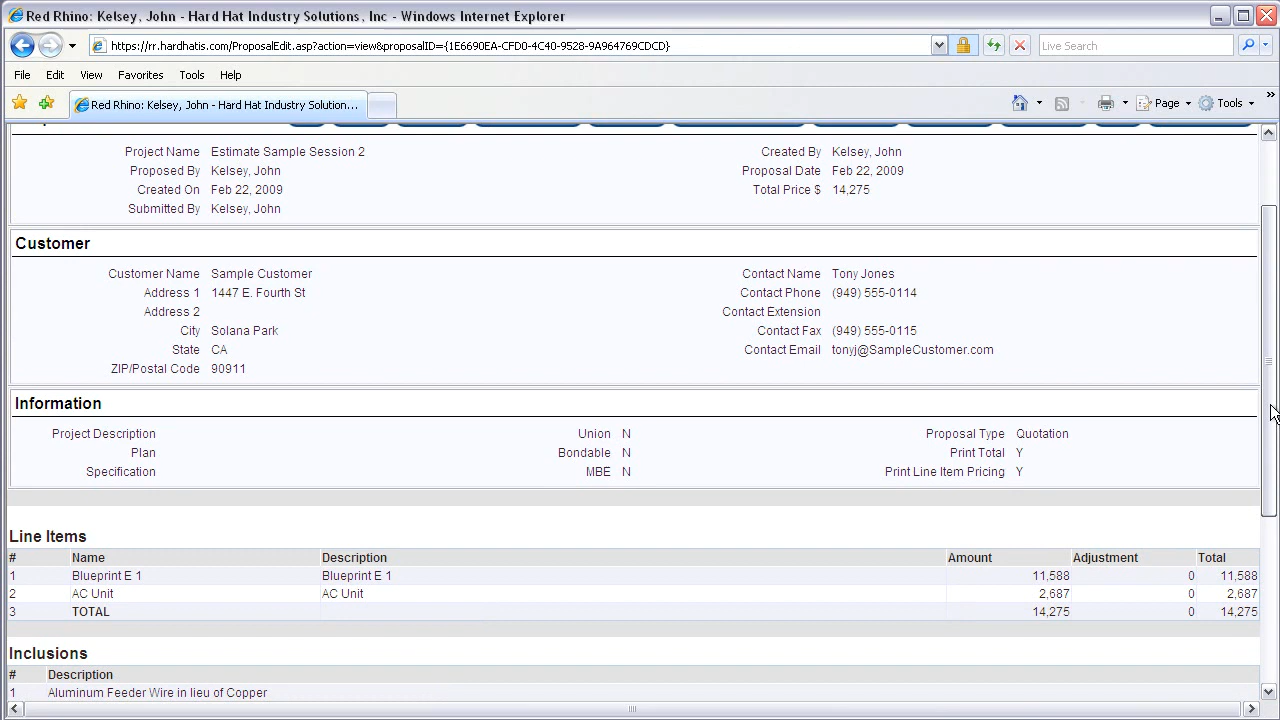 Red Rhino: Kelsey, John - Hard Hat Industry Solutions, Inc - Windows Internet Explorer
https://rr.hardhatis.com/ProposalEdit.asp?action=view&proposalID={1E6690EA-CFD0-4C40-9528-9A964769CDCD}
Live Search
File Edit View Favorites Tools Help
Red Rhino: Kelsey, John - Hard Hat Industry Solution...
Page Tools
Project Name Estimate Sample Session 2 Created By Kelsey, John
Proposed By Kelsey, John Proposal Date Feb 22, 2009
Created On Feb 22, 2009 Total Price $ 14,275
Submitted By Kelsey, John
Customer
Customer Name Sample Customer Contact Name Tony Jones
Address 1 1447 E. Fourth St Contact Phone (949) 555-0114
Address 2 Contact Extension
City Solana Park Contact Fax (949) 555-0115
State CA Contact Email tonyj@SampleCustomer.com
ZIP/Postal Code 90911
Information
Project Description Union N Proposal Type Quotation
Plan Bondable N Print Total Y
Specification MBE N Print Line Item Pricing Y
Line Items
# Name Description Amount Adjustment Total
1 Blueprint E 1 Blueprint E 1 11,588 0 11,588
2 AC Unit AC Unit 2,687 0 2,687
3 TOTAL 14,275 0 14,275
Inclusions
# Description
1 Aluminum Feeder Wire in lieu of Copper